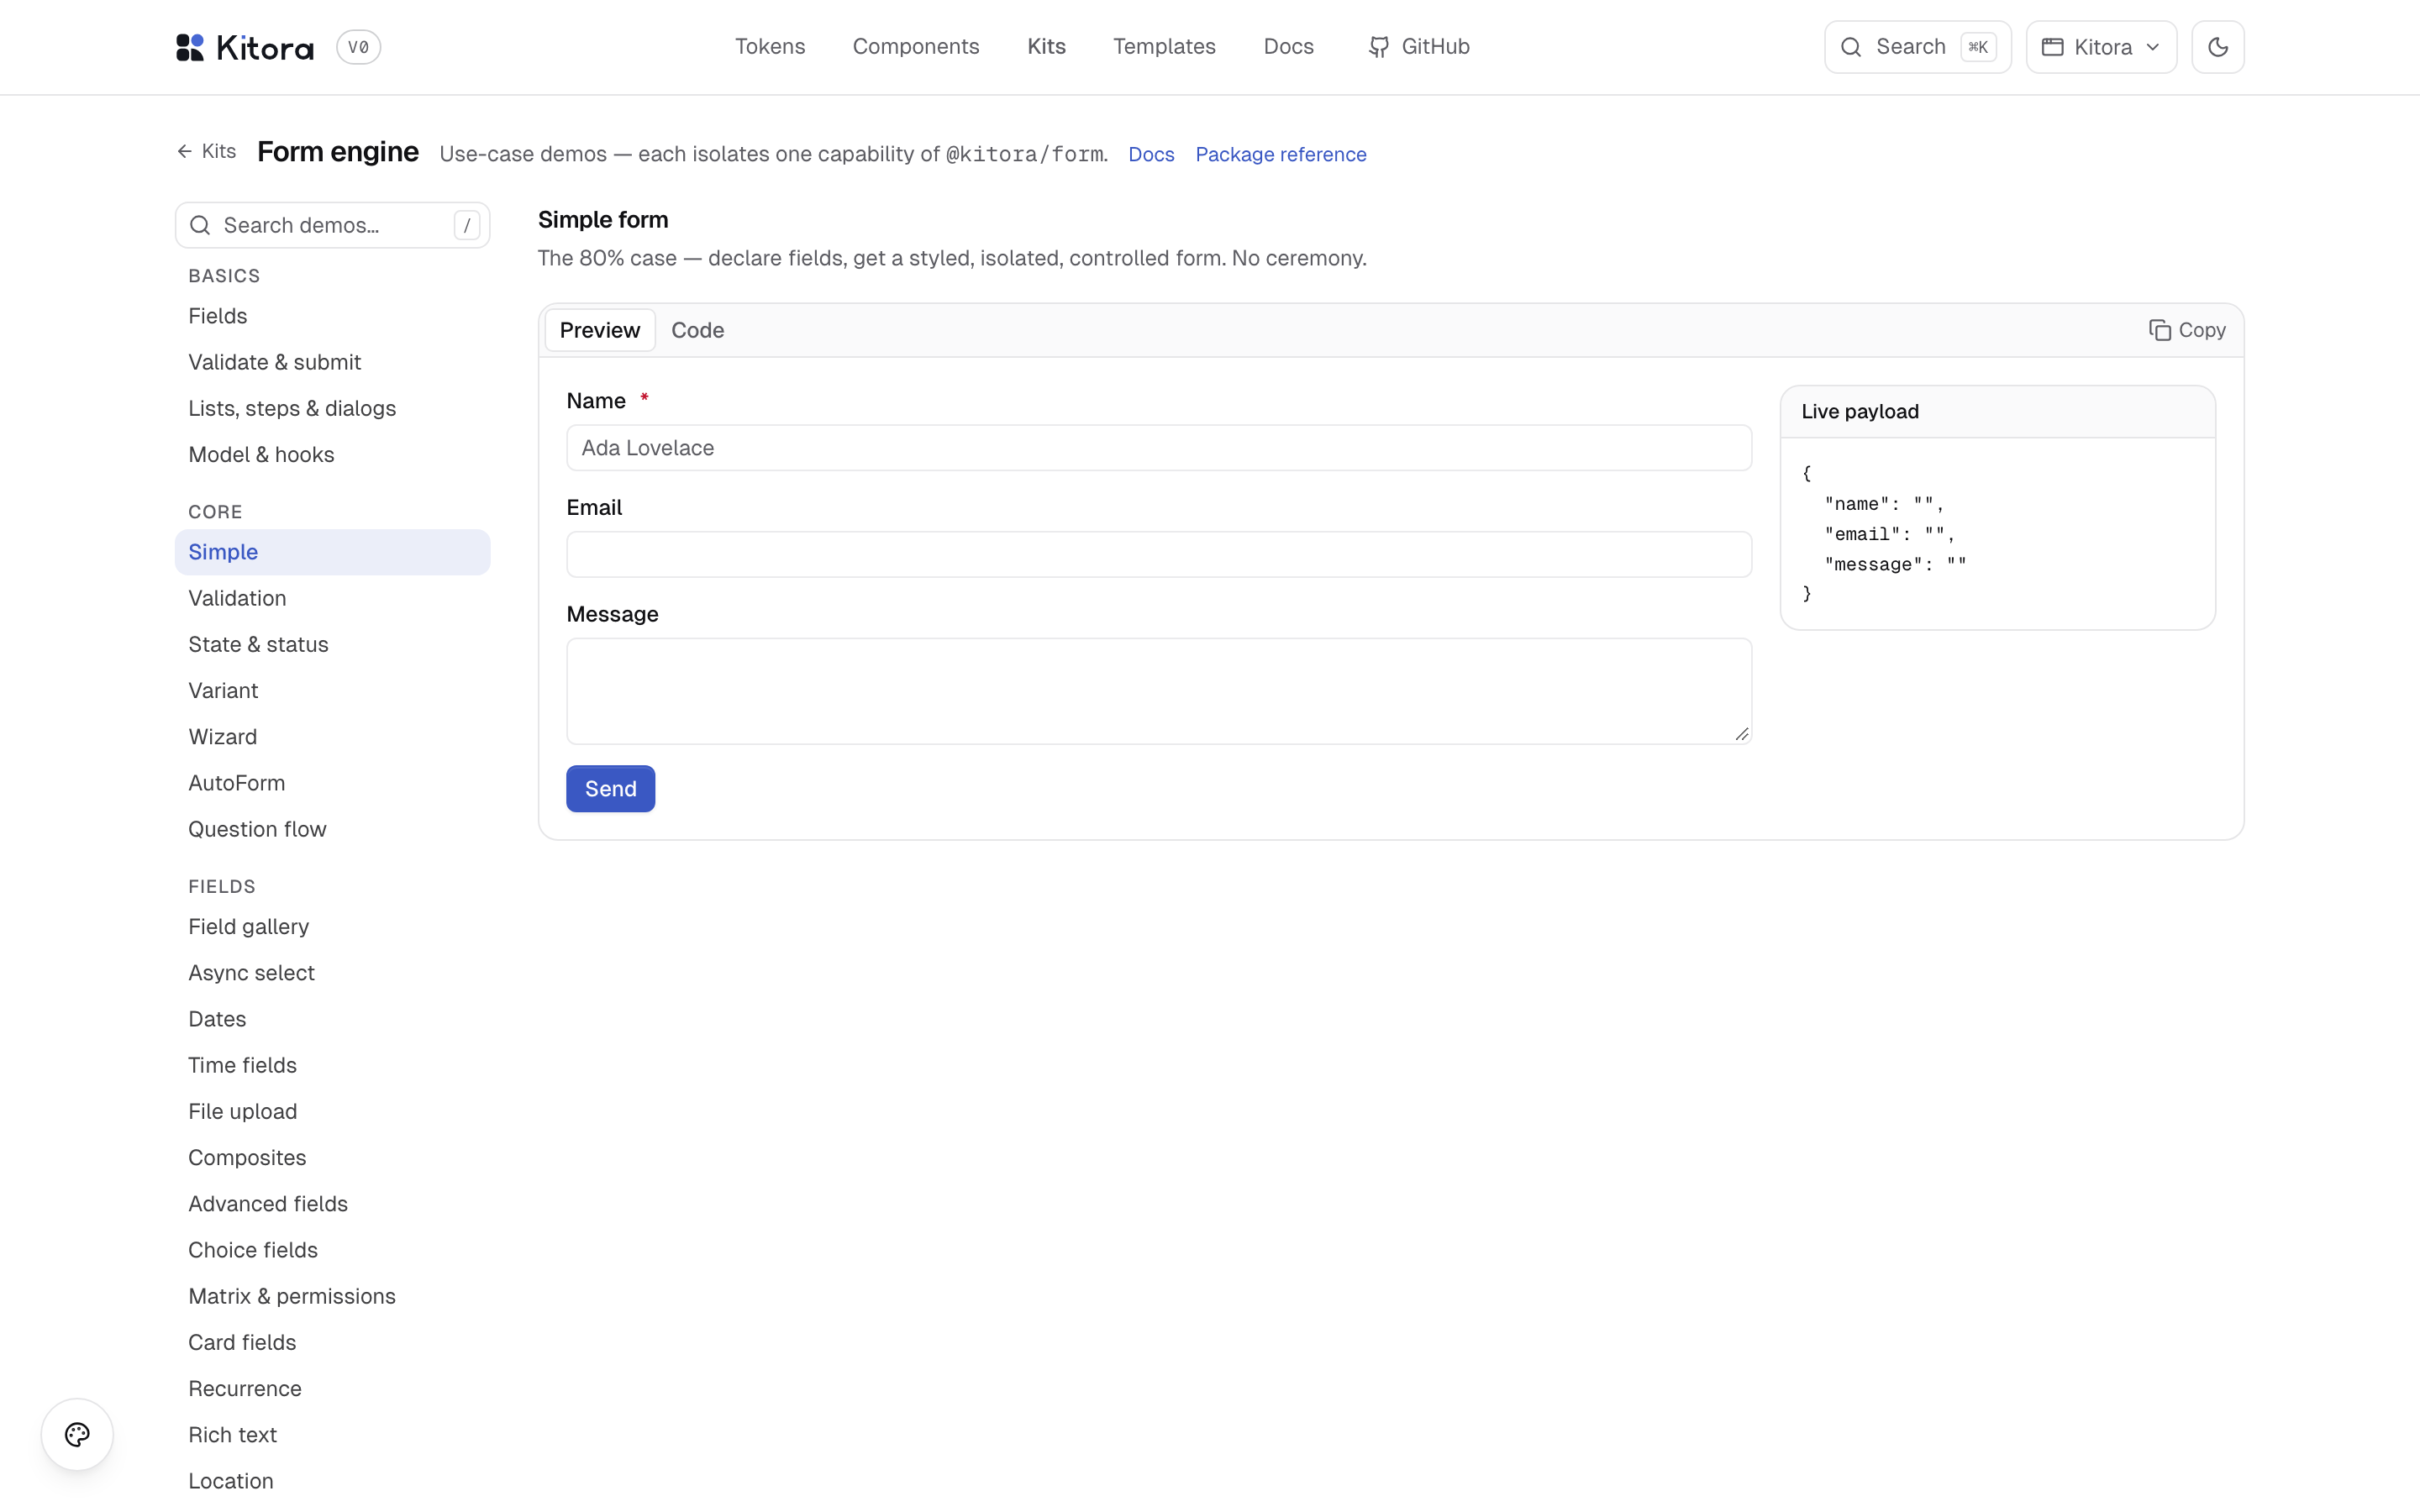 Kitora V0 Tokens Components Kits Templates Docs GitHub Search ⌘K Kitora
Kits Form engine Use-case demos — each isolates one capability of @kitora/form. Docs Package reference
Search demos... /
BASICS
Fields
Validate & submit
Lists, steps & dialogs
Model & hooks
CORE
Simple
Validation
State & status
Variant
Wizard
AutoForm
Question flow
FIELDS
Field gallery
Async select
Dates
Time fields
File upload
Composites
Advanced fields
Choice fields
Matrix & permissions
Card fields
Recurrence
Rich text
Location
Simple form
The 80% case — declare fields, get a styled, isolated, controlled form. No ceremony.
Preview Code Copy
Name *
Ada Lovelace
Email
Message
Send
Live payload
{
"name": "",
"email": "",
"message": ""
}